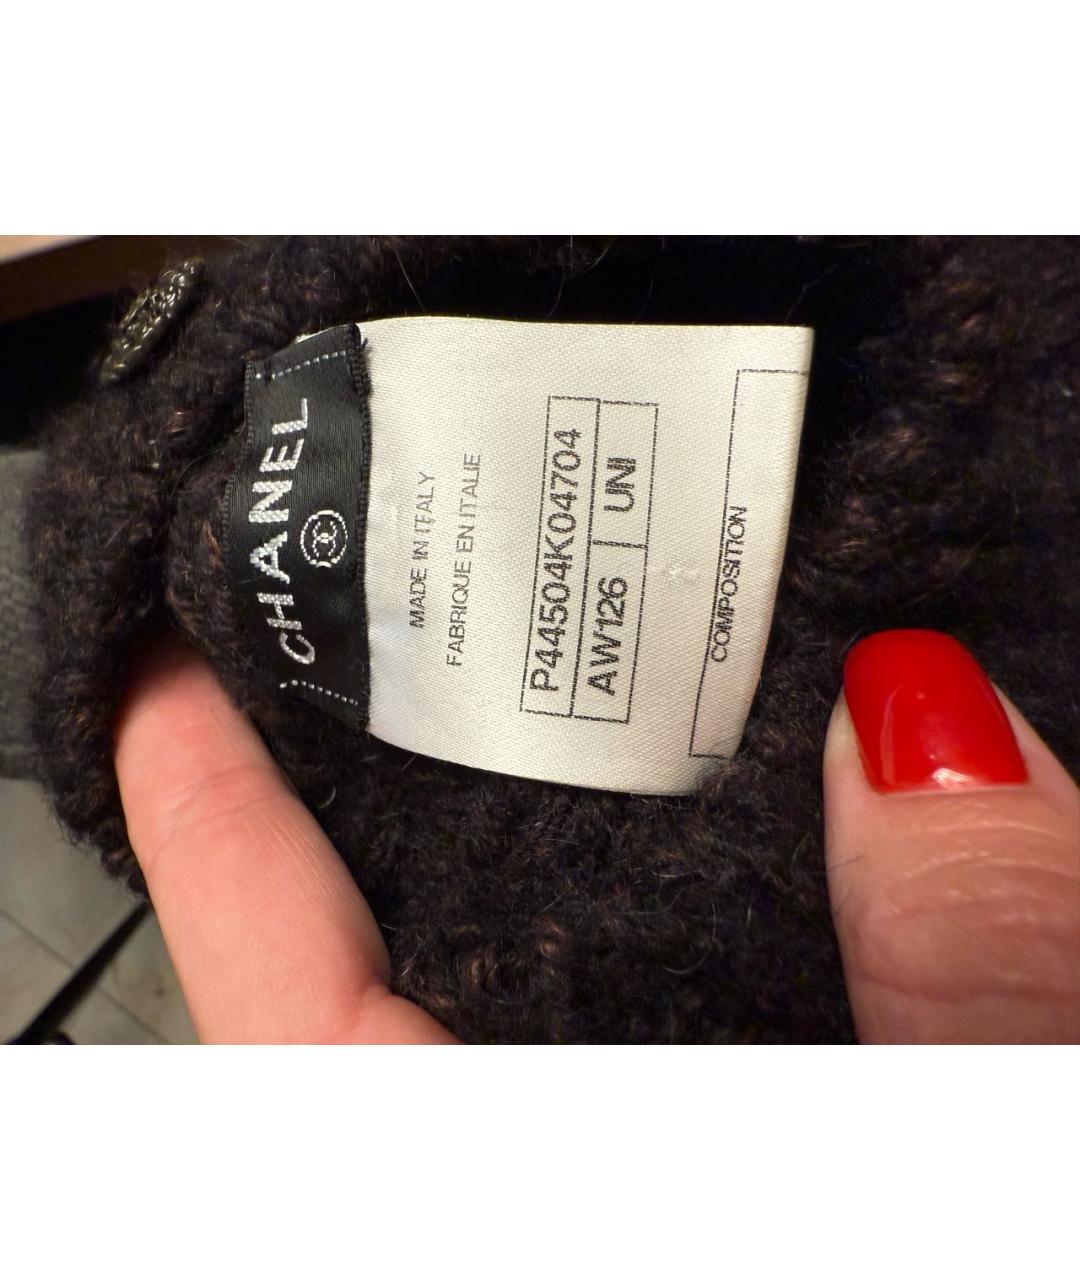 CHANEL
MADE IN ITALY
FABRIQUE EN ITALIE
P44504K04704
AW126 UNI
COMPOSITION